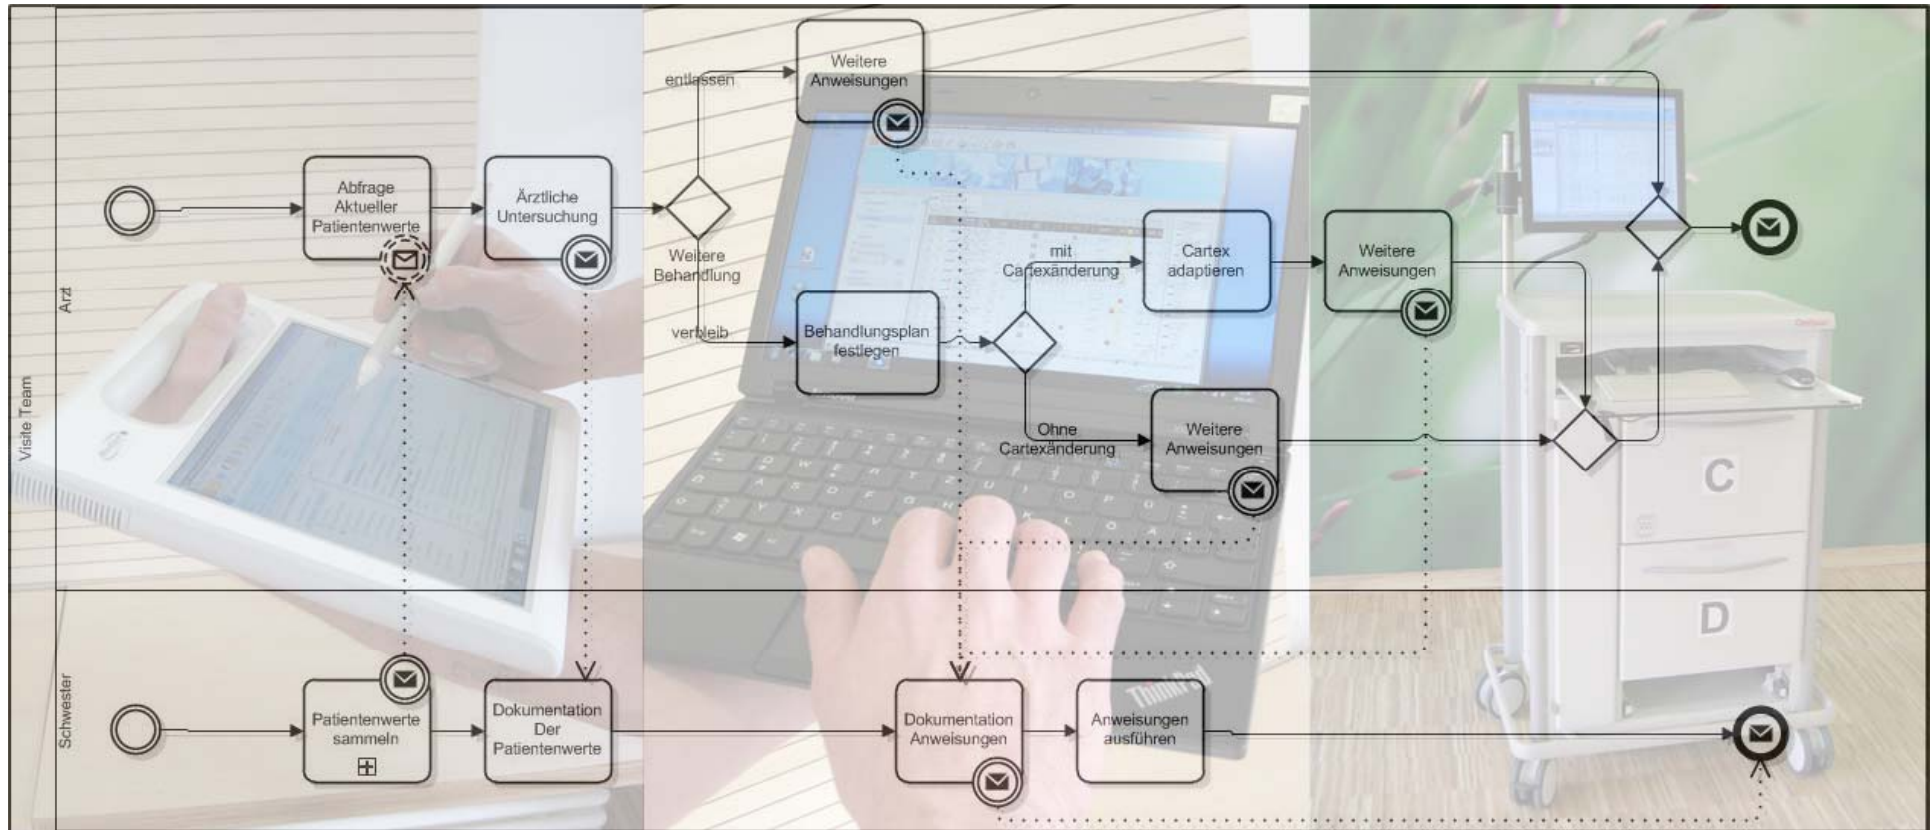 Visite Team
Arzt
Schwester
Abfrage
Aktueller
Patientenwerte
Ärztliche
Untersuchung
entlassen
Weitere
Anweisungen
Weitere
Behandlung
verbleib
Behandlungsplan
festlegen
mit
Cartexänderung
Cartex
adaptieren
Weitere
Anweisungen
Ohne
Cartexänderung
Weitere
Anweisungen
Patientenwerte
sammeln
Dokumentation
Der
Patientenwerte
Dokumentation
Anweisungen
Anweisungen
ausführen
ThinkPad
C
D